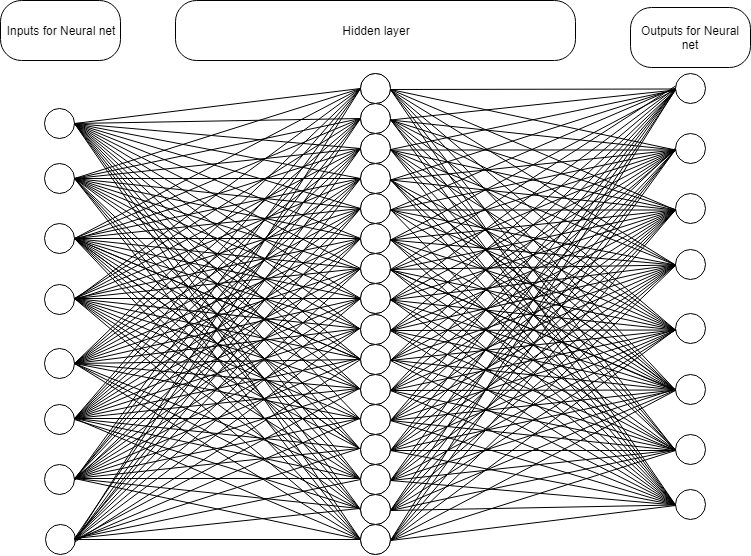 Inputs for Neural net
Hidden layer
Outputs for Neural
net